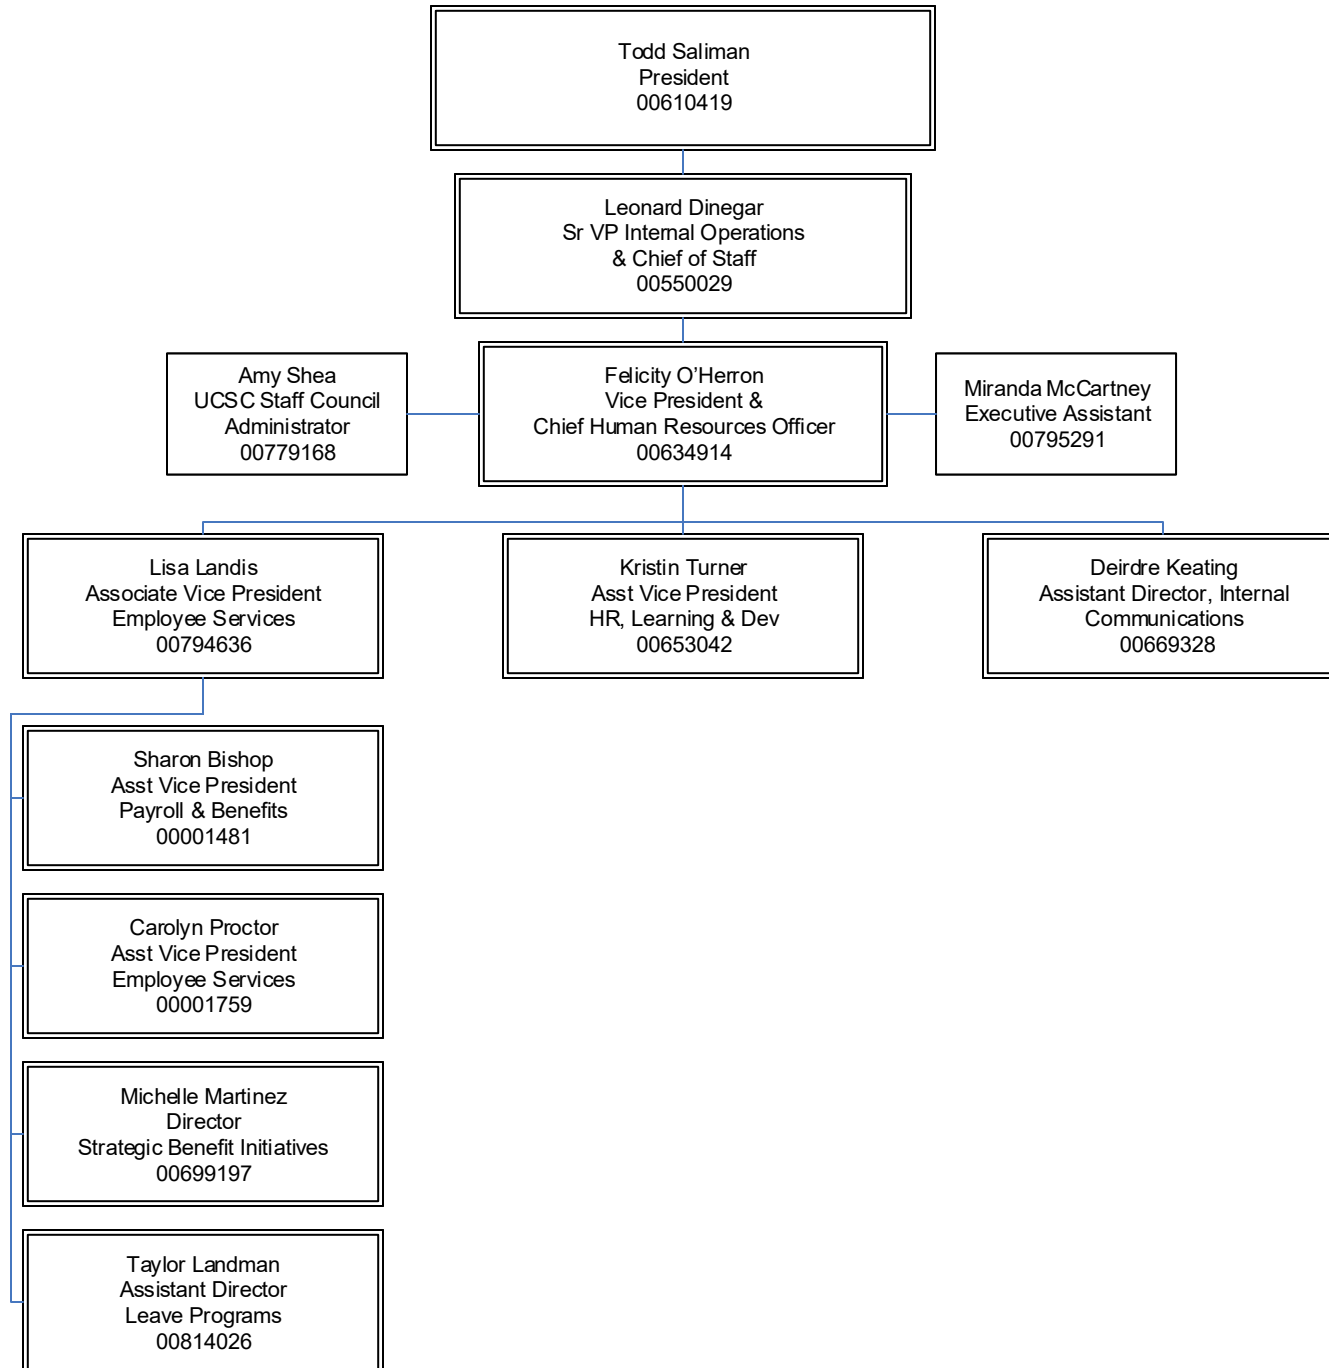 Todd Saliman
President
00610419
Leonard Dinegar
Sr VP Internal Operations
& Chief of Staff
00550029
Amy Shea
UCSC Staff Council
Administrator
00779168
Felicity O’Herron
Vice President &
Chief Human Resources Officer
00634914
Miranda McCartney
Executive Assistant
00795291
Lisa Landis
Associate Vice President
Employee Services
00794636
Kristin Turner
Asst Vice President
HR, Learning & Dev
00653042
Deirdre Keating
Assistant Director, Internal
Communications
00669328
Sharon Bishop
Asst Vice President
Payroll & Benefits
00001481
Carolyn Proctor
Asst Vice President
Employee Services
00001759
Michelle Martinez
Director
Strategic Benefit Initiatives
00699197
Taylor Landman
Assistant Director
Leave Programs
00814026